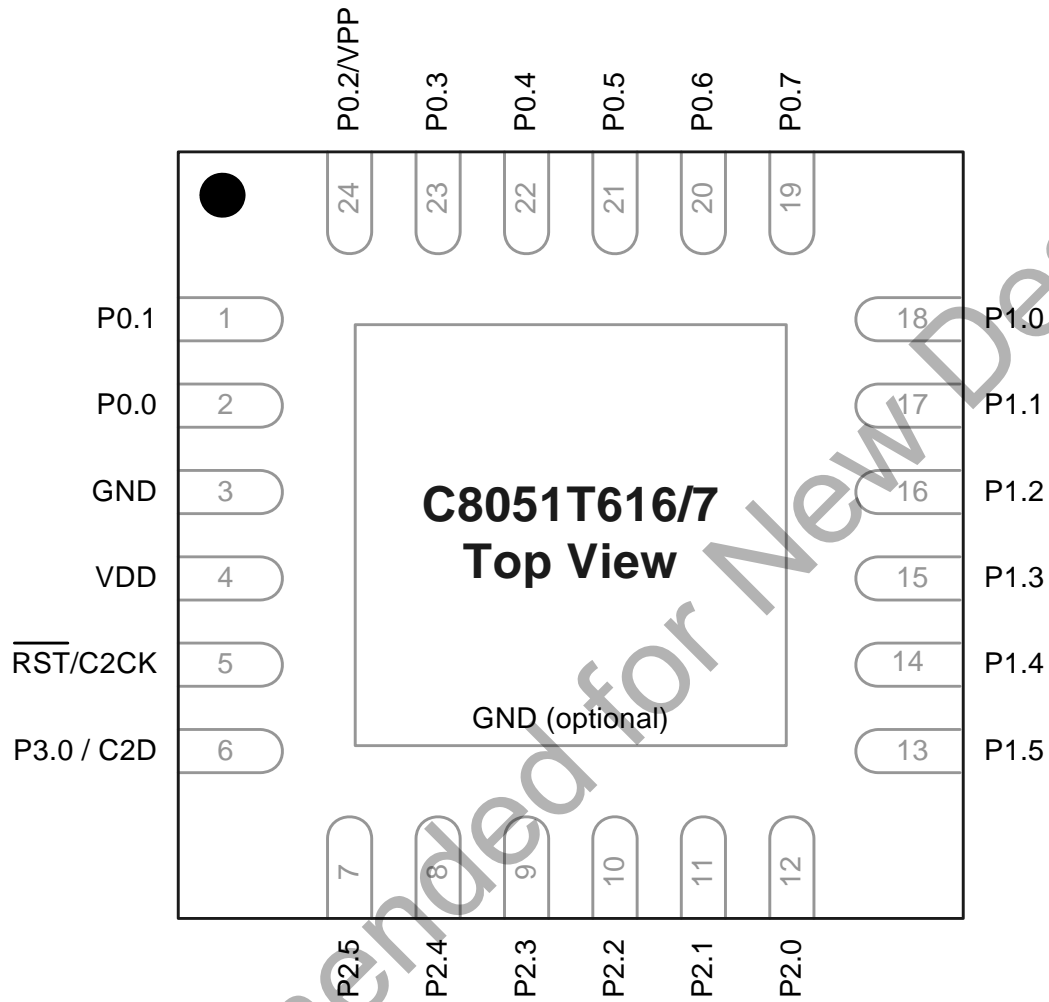 P0.2/VPP
P0.3
P0.4
P0.5
P0.6
P0.7
24
23
22
21
20
19
P0.1 1
P0.0 2
GND 3
VDD 4
RST/C2CK 5
P3.0 / C2D 6
18 P1.0
17 P1.1
16 P1.2
15 P1.3
14 P1.4
13 P1.5
C8051T616/7
Top View
GND (optional)
7
8
9
10
11
12
P2.5
P2.4
P2.3
P2.2
P2.1
P2.0
for New